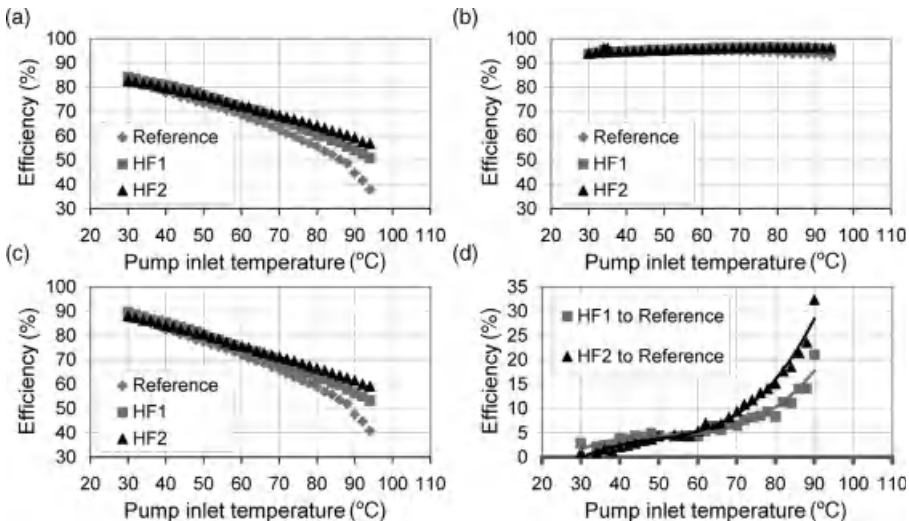 (a)
100
90
80
70
60
50
40
30
20 30 40 50 60 70 80 90 100 110
Efficiency (%)
Reference
HF1
HF2
Pump inlet temperature (°C)
(b)
100
90
80
70
60
50
40
30
20 30 40 50 60 70 80 90 100 110
Efficiency (%)
Reference
HF1
HF2
Pump inlet temperature (°C)
(c)
100
90
80
70
60
50
40
30
20 30 40 50 60 70 80 90 100 110
Efficiency (%)
Reference
HF1
HF2
Pump inlet temperature (°C)
(d)
35
30
25
20
15
10
5
0
20 30 40 50 60 70 80 90 100 110
Efficiency (%)
HF1 to Reference
HF2 to Reference
Pump inlet temperature (°C)